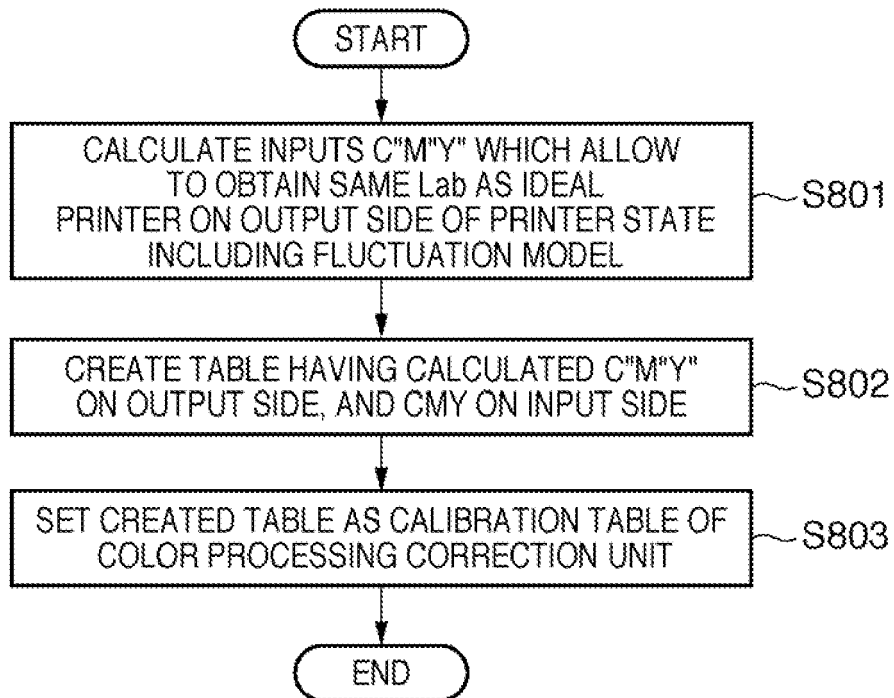 START
CALCULATE INPUTS C"M"Y" WHICH ALLOW
TO OBTAIN SAME Lab AS IDEAL
PRINTER ON OUTPUT SIDE OF PRINTER STATE
INCLUDING FLUCTUATION MODEL
S801
CREATE TABLE HAVING CALCULATED C"M"Y"
ON OUTPUT SIDE, AND CMY ON INPUT SIDE
S802
SET CREATED TABLE AS CALIBRATION TABLE OF
COLOR PROCESSING CORRECTION UNIT
S803
END